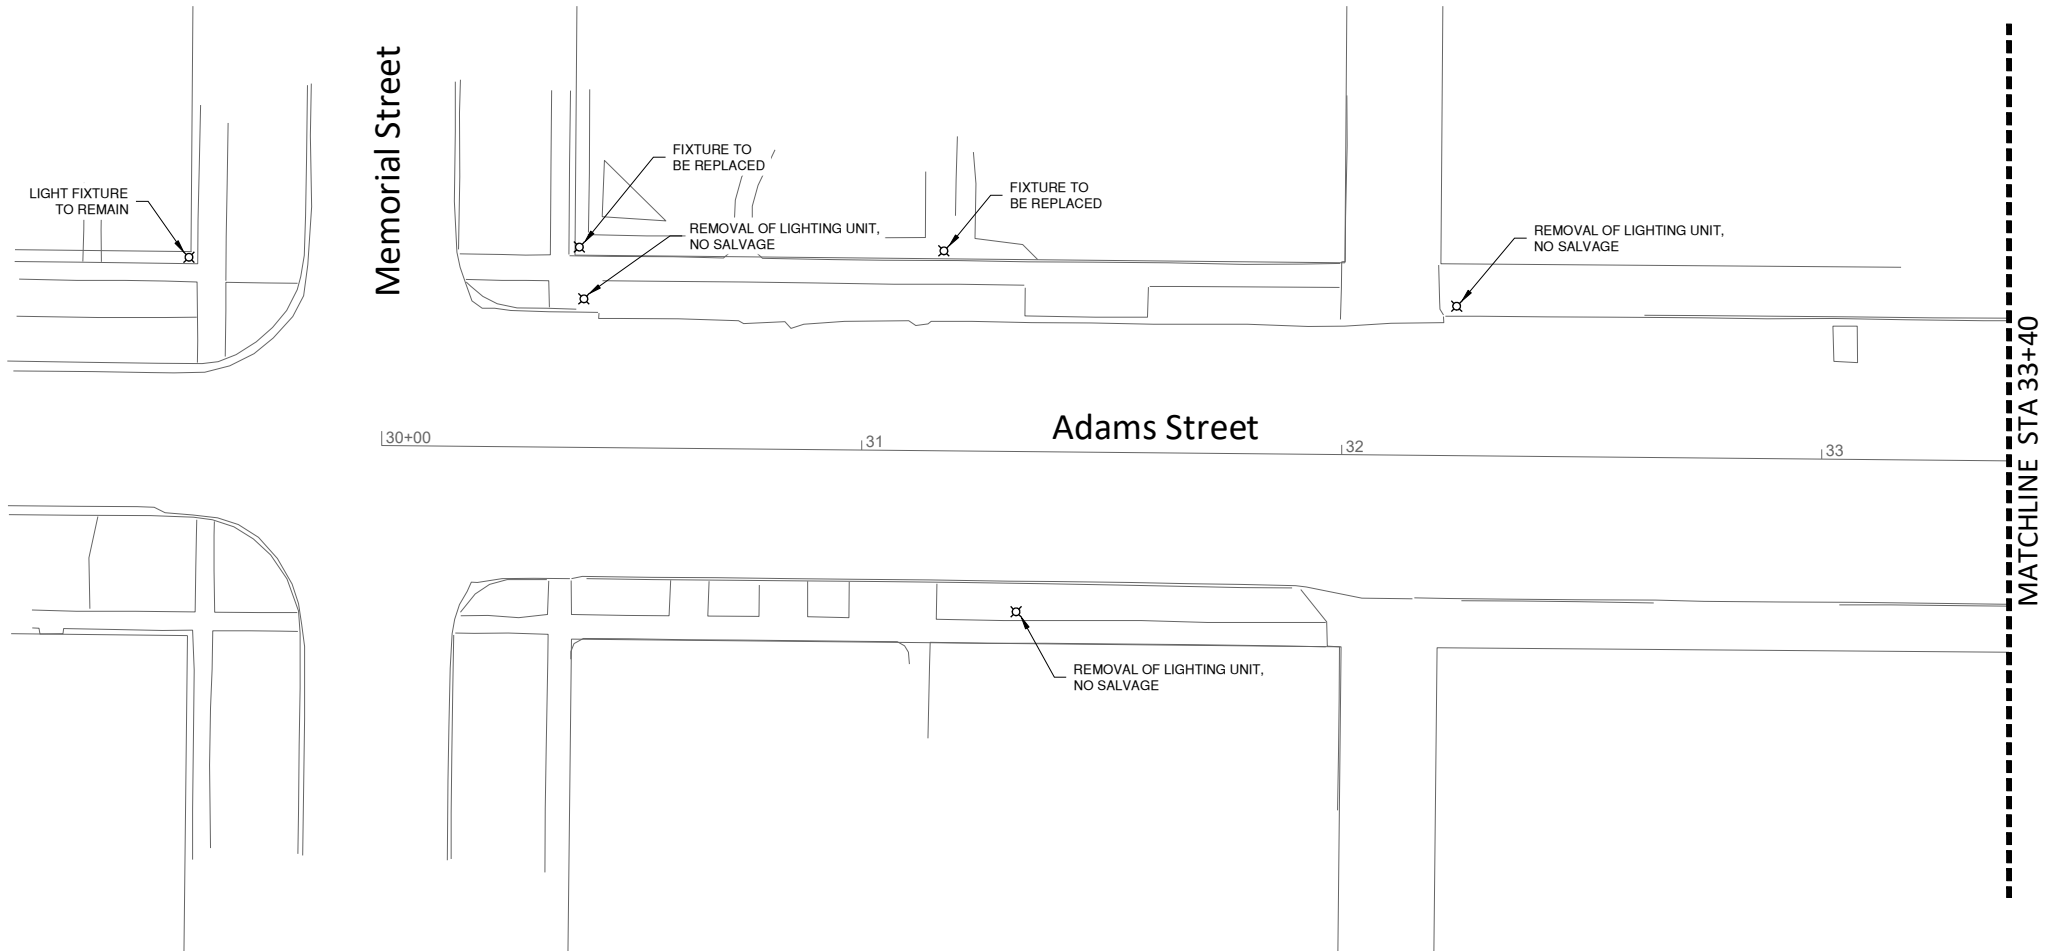 Memorial Street
FIXTURE TO
BE REPLACED
LIGHT FIXTURE
TO REMAIN
FIXTURE TO
BE REPLACED
REMOVAL OF LIGHTING UNIT,
NO SALVAGE
REMOVAL OF LIGHTING UNIT,
NO SALVAGE
Adams Street
30+00
31
32
33
MATCHLINE STA 33+40
REMOVAL OF LIGHTING UNIT,
NO SALVAGE